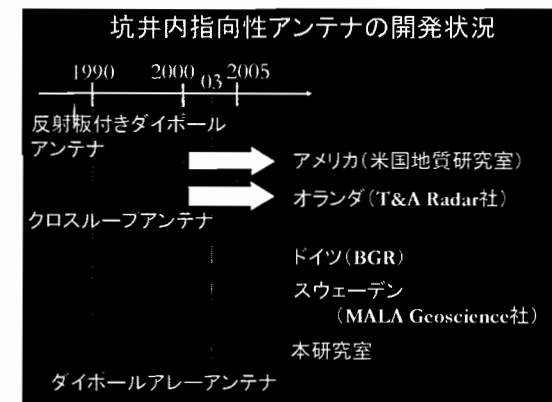 坑井内指向性アンテナの開発状況
1990 2000 03 2005
反射板付きダイポール
アンテナ
アメリカ(米国地質研究室)
オランダ(T&A Radar社)
クロスループアンテナ
ドイツ(BGR)
スウェーデン
(MALA Geoscience社)
本研究室
ダイポールアレーアンテナ